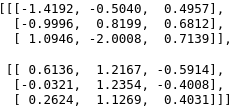 [[[-1.4192, -0.5040,  0.4957],
  [-0.9996,  0.8199,  0.6812],
  [ 1.0946, -2.0008,  0.7139]],

 [[ 0.6136,  1.2167, -0.5914],
  [-0.0321,  1.2354, -0.4008],
  [ 0.2624,  1.1269,  0.4031]]]